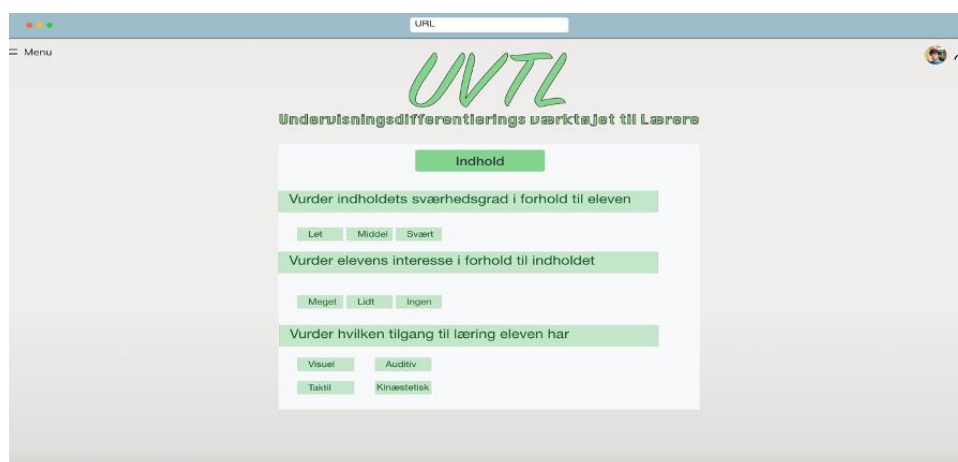 URL
Menu
UVTL
Undervisningsdifferentierings værktøjet til Lærere
Indhold
Vurder indholdets sværhedsgrad i forhold til eleven
Let Middel Svært
Vurder elevens interesse i forhold til indholdet
Meget Lidt Ingen
Vurder hvilken tilgang til læring eleven har
Visuel Auditiv
Taktil Kinæstetisk